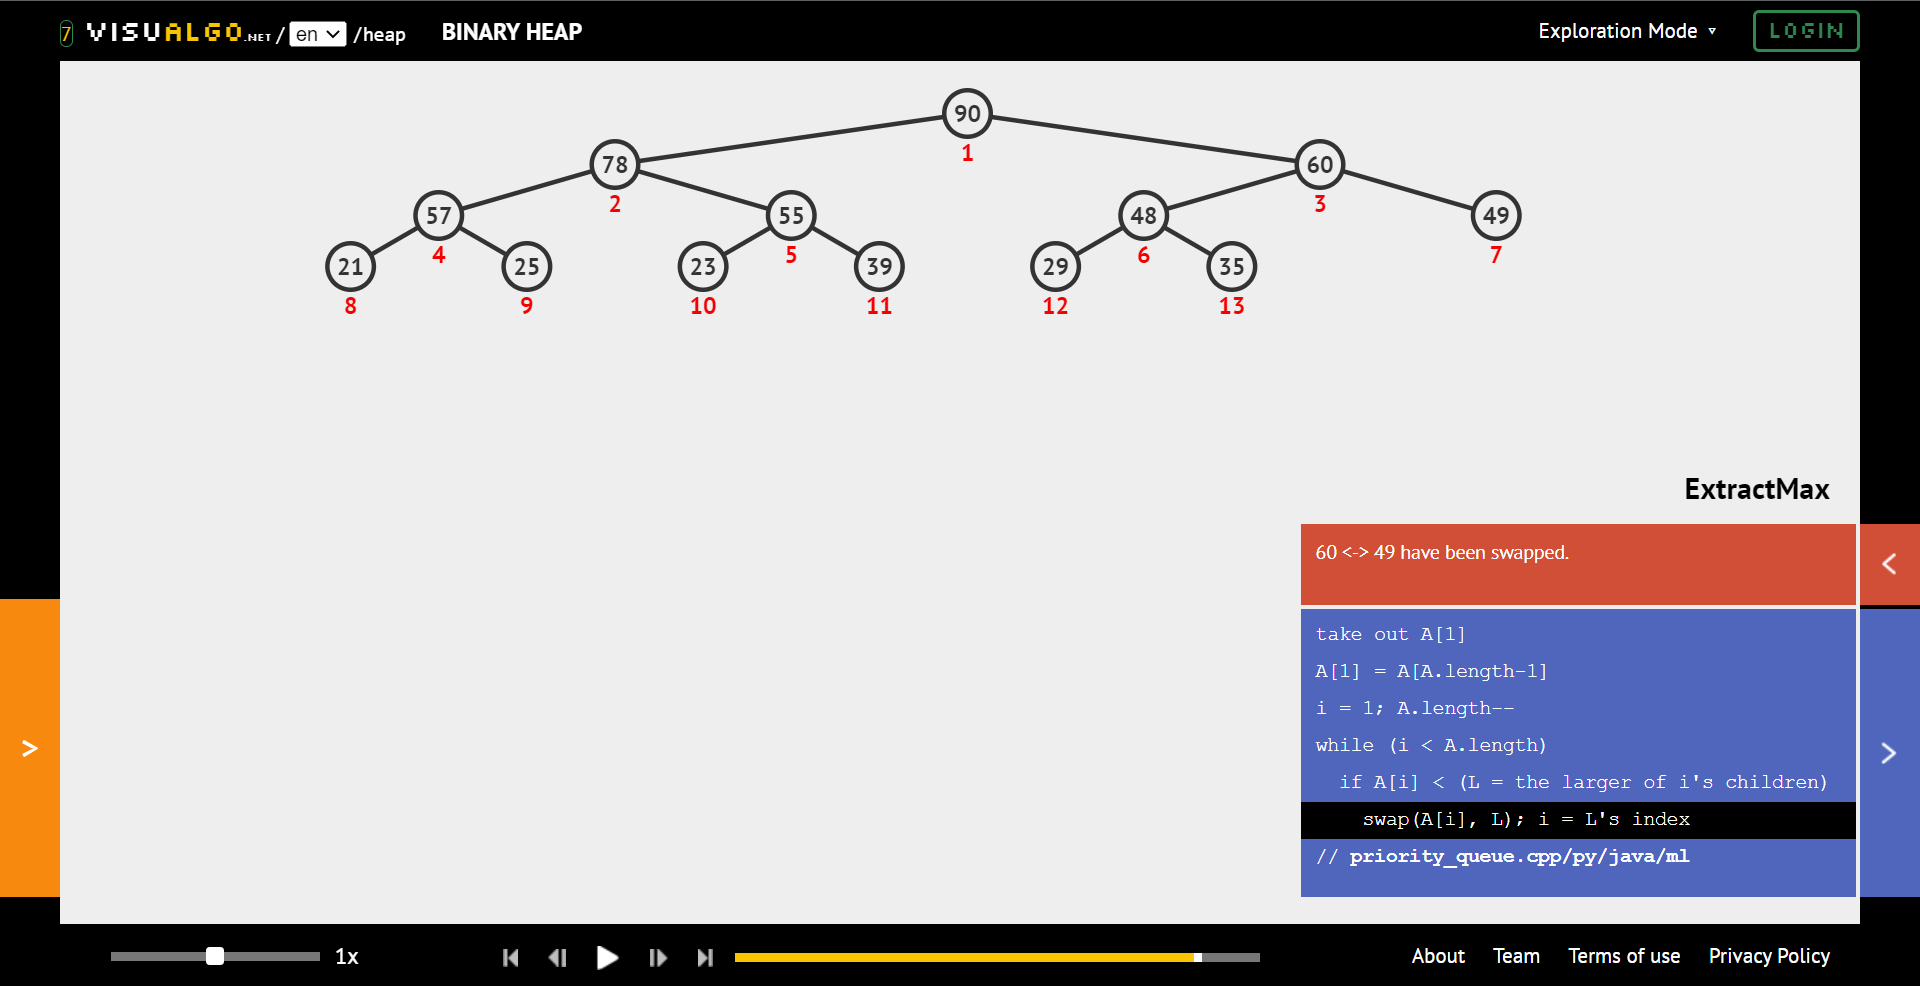 7 VISUALGO.NET / en /heap BINARY HEAP Exploration Mode LOGIN
90
1
78 60
2 3
57 55 48 49
4 5 6 7
21 25 23 39 29 35
8 9 10 11 12 13
ExtractMax
60 <-> 49 have been swapped.
take out A[1]
A[1] = A[A.length-1]
i = 1; A.length--
while (i < A.length)
if A[i] < (L = the larger of i's children)
swap(A[i], L); i = L's index
// priority_queue.cpp/py/java/ml
1x About Team Terms of use Privacy Policy